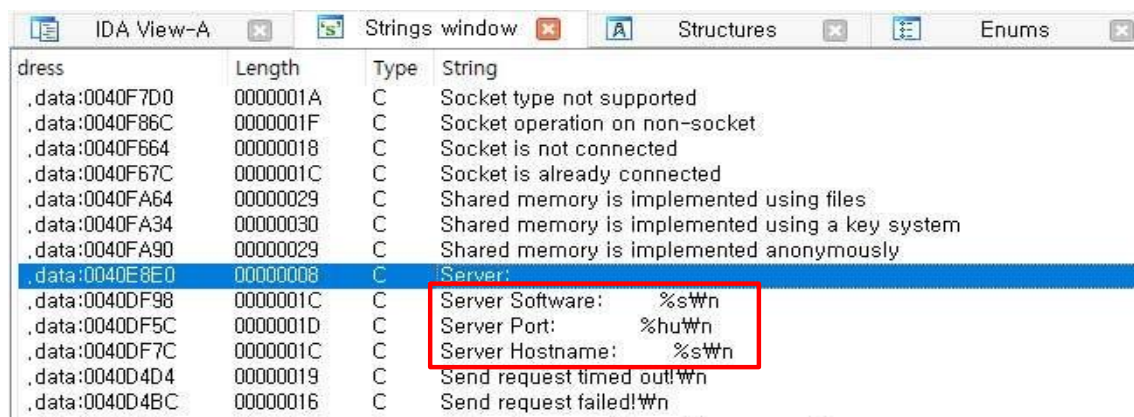 IDA View-A Strings window Structures Enums
dress Length Type String
.data:0040F7D0 0000001A C Socket type not supported
.data:0040F86C 0000001F C Socket operation on non-socket
.data:0040F664 00000018 C Socket is not connected
.data:0040F67C 0000001C C Socket is already connected
.data:0040FA64 00000029 C Shared memory is implemented using files
.data:0040FA34 00000030 C Shared memory is implemented using a key system
.data:0040FA90 00000029 C Shared memory is implemented anonymously
.data:0040E8E0 00000008 C Server:
.data:0040DF98 0000001C C Server Software: %s₩n
.data:0040DF5C 0000001D C Server Port: %hu₩n
.data:0040DF7C 0000001C C Server Hostname: %s₩n
.data:0040D4D4 00000019 C Send request timed out!₩n
.data:0040D4BC 00000016 C Send request failed!₩n